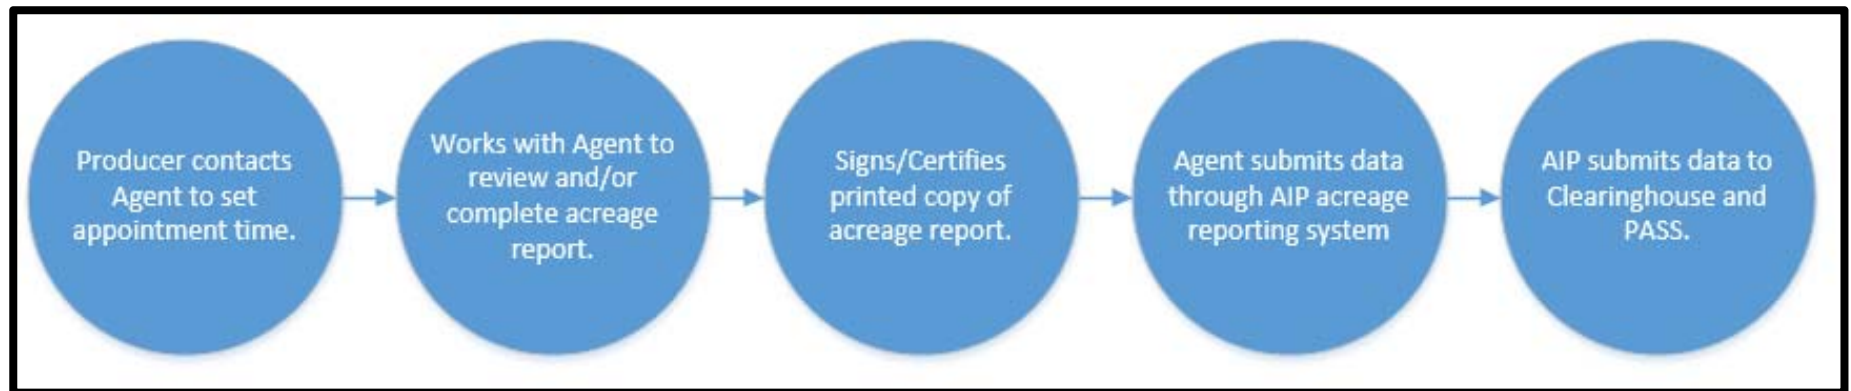 Producer contacts
Agent to set
appointment time.
Works with Agent to
review and/or
complete acreage
report.
Signs/Certifies
printed copy of
acreage report.
Agent submits data
through AIP acreage
reporting system
AIP submits data to
Clearinghouse and
PASS.